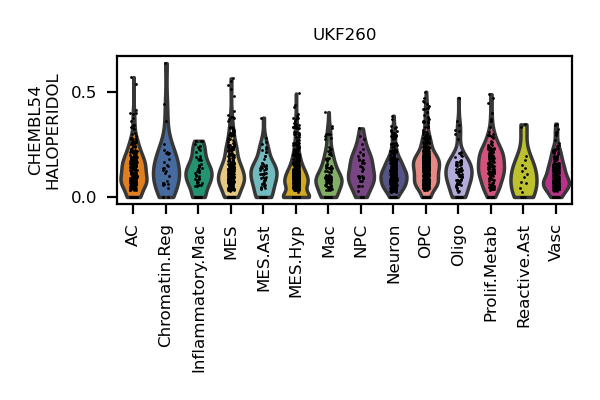 UKF260
CHEMBL54
HALOPERIDOL
0.5
0.0
AC
Chromatin.Reg
Inflammatory.Mac
MES
MES.Ast
MES.Hyp
Mac
NPC
Neuron
OPC
Oligo
Prolif.Metab
Reactive.Ast
Vasc